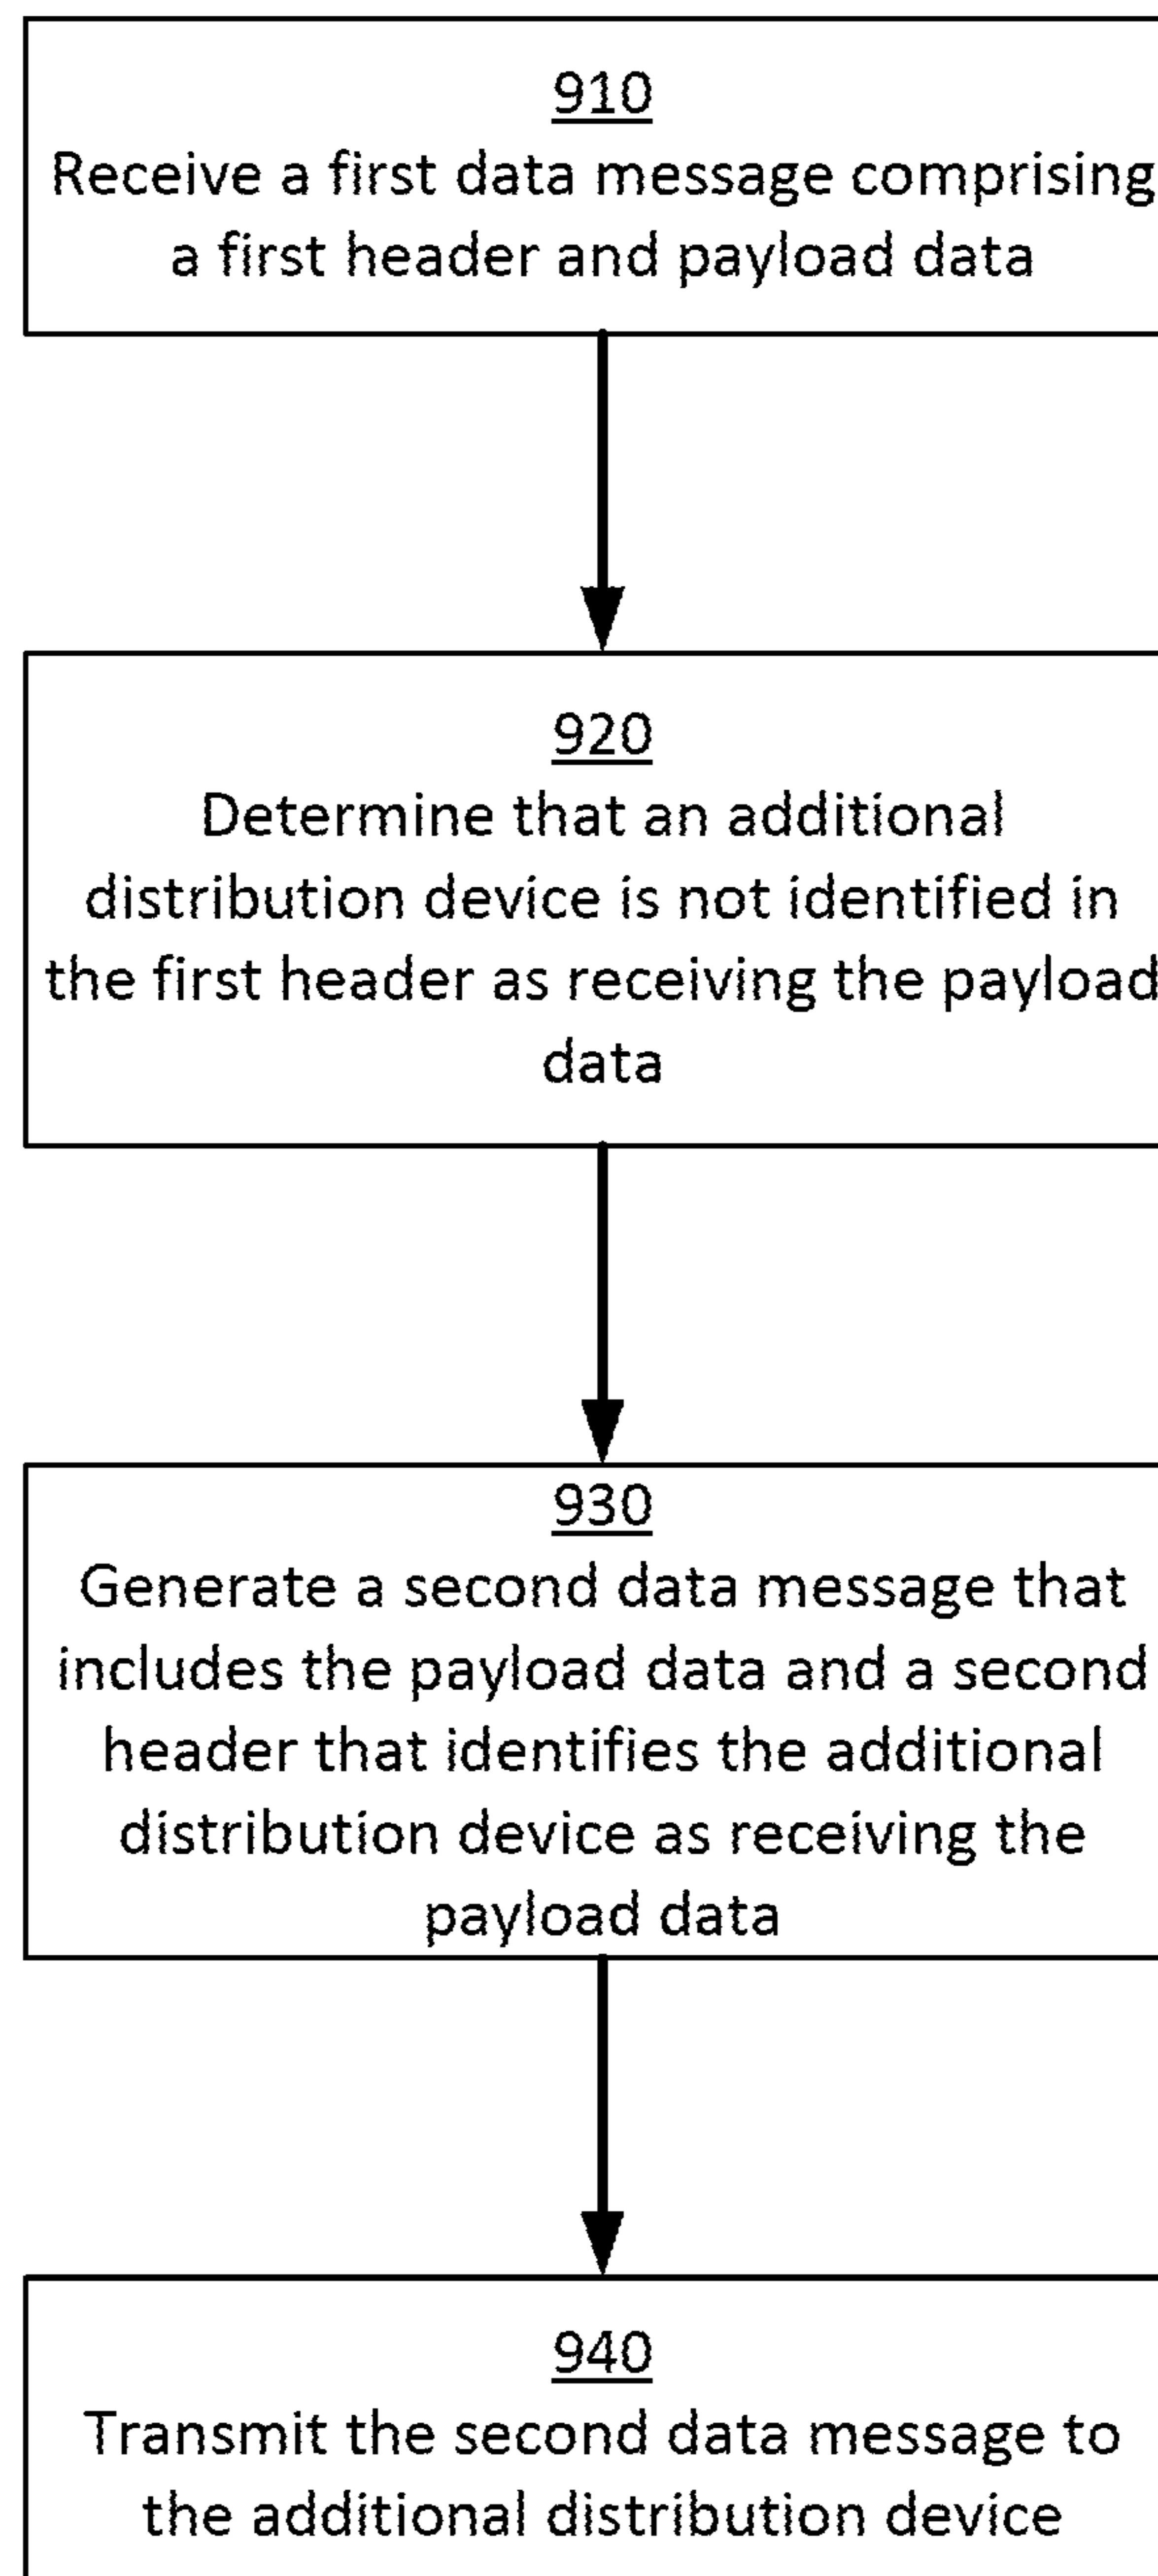 910
Receive a first data message comprising
a first header and payload data
920
Determine that an additional
distribution device is not identified in
the first header as receiving the payload
data
930
Generate a second data message that
includes the payload data and a second
header that identifies the additional
distribution device as receiving the
payload data
940
Transmit the second data message to
the additional distribution device